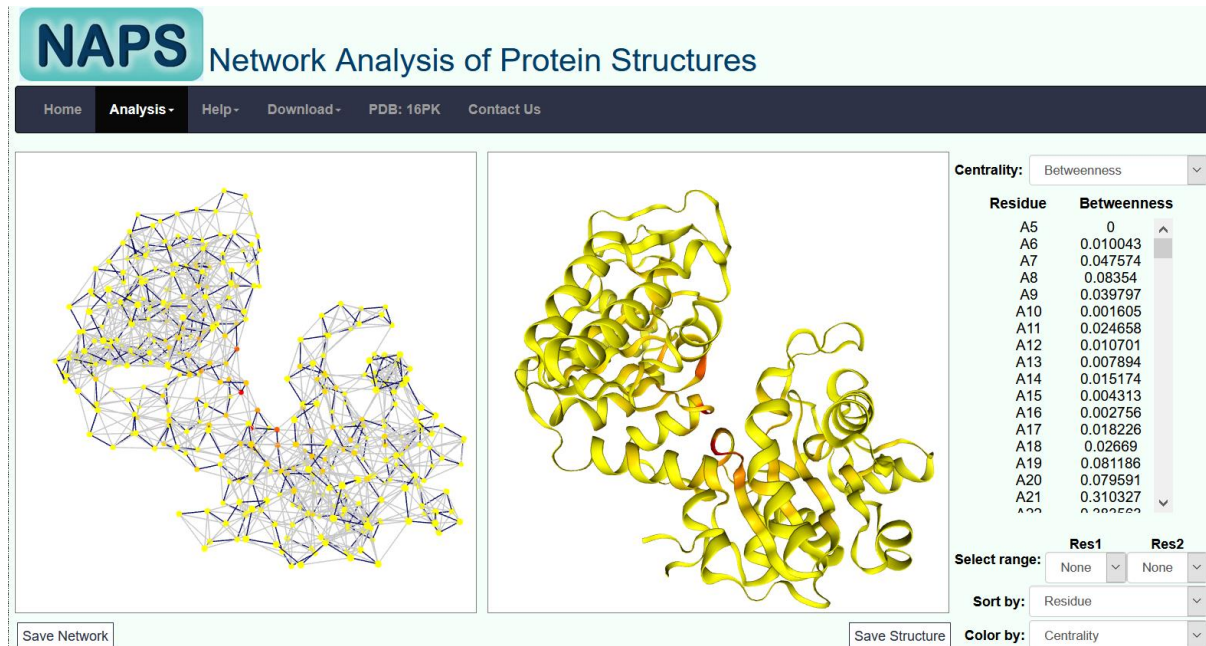 NAPS Network Analysis of Protein Structures
Home Analysis Help Download PDB: 16PK Contact Us
Centrality: Betweenness
Residue Betweenness
A5 0
A6 0.010043
A7 0.047574
A8 0.08354
A9 0.039797
A10 0.001605
A11 0.024658
A12 0.010701
A13 0.007894
A14 0.015174
A15 0.004313
A16 0.002756
A17 0.018226
A18 0.02669
A19 0.081186
A20 0.079591
A21 0.310327
Res1 Res2
Select range: None None
Sort by: Residue
Save Network Save Structure Color by: Centrality